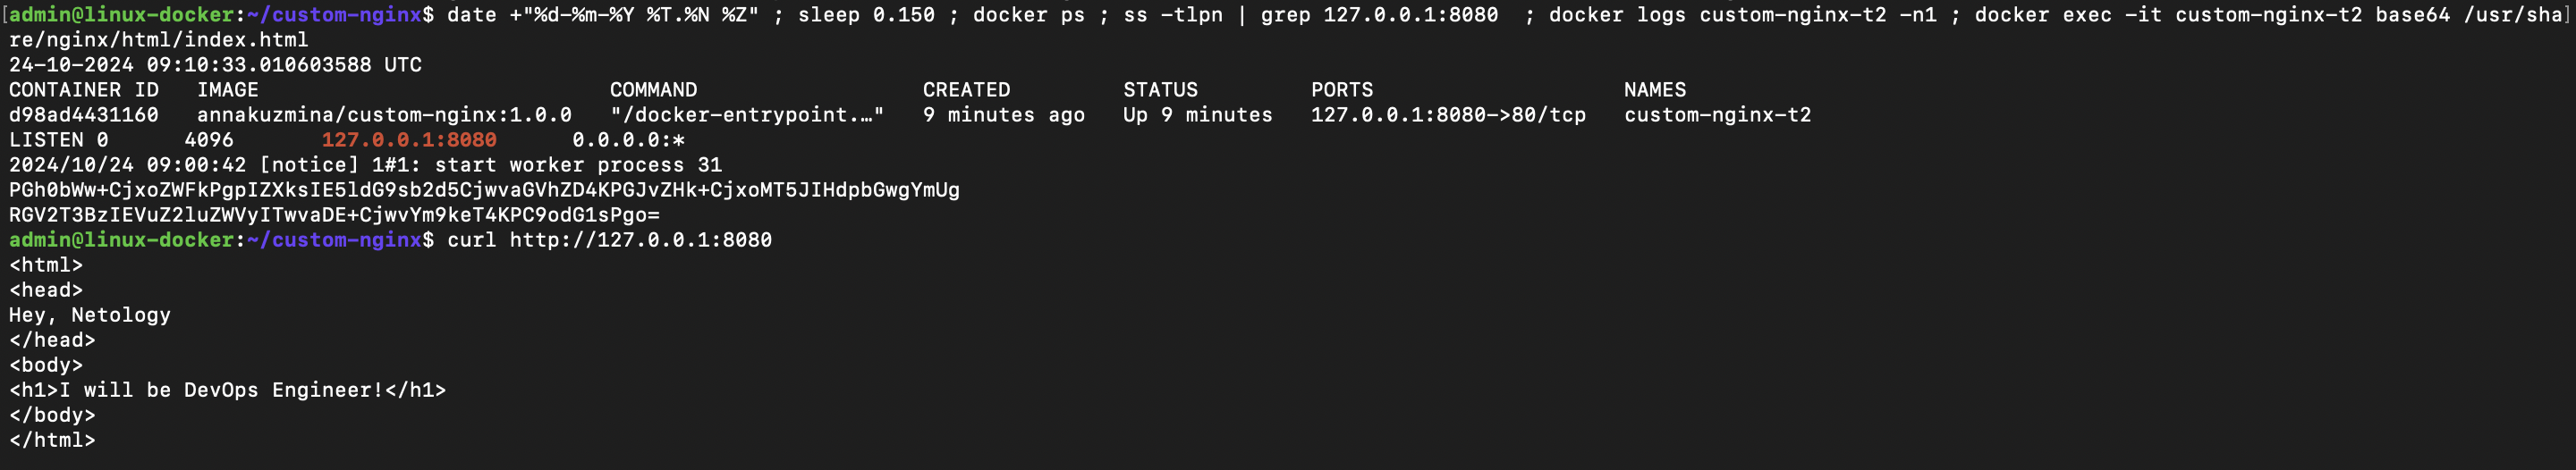 [admin@linux-docker:~/custom-nginx$ date +"%d-%m-%Y %T.%N %Z" ; sleep 0.150 ; docker ps ; ss -tlpn | grep 127.0.0.1:8080  ; docker logs custom-nginx-t2 -n1 ; docker exec -it custom-nginx-t2 base64 /usr/sha]
re/nginx/html/index.html
24-10-2024 09:10:33.010603588 UTC
CONTAINER ID   IMAGE                            COMMAND                  CREATED         STATUS         PORTS                    NAMES
d98ad4431160   annakuzmina/custom-nginx:1.0.0   "/docker-entrypoint.…"   9 minutes ago   Up 9 minutes   127.0.0.1:8080->80/tcp   custom-nginx-t2
LISTEN 0      4096       127.0.0.1:8080      0.0.0.0:*
2024/10/24 09:00:42 [notice] 1#1: start worker process 31
PGh0bWw+CjxoZWFkPgpIZXksIE5ldG9sb2d5CjwvaGVhZD4KPGJvZHk+CjxoMT5JIHdpbGwgYmUg
RGV2T3BzIEVuZ2luZWVyITwvaDE+CjwvYm9keT4KPC9odG1sPgo=
admin@linux-docker:~/custom-nginx$ curl http://127.0.0.1:8080
<html>
<head>
Hey, Netology
</head>
<body>
<h1>I will be DevOps Engineer!</h1>
</body>
</html>